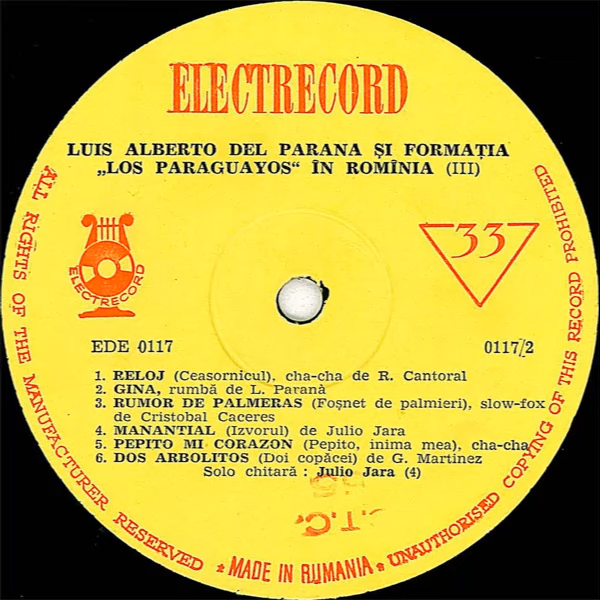 ELECTRECORD
LUIS ALBERTO DEL PARANA ȘI FORMAȚIA
„LOS PARAGUAYOS“ ÎN ROMÎNIA (III)
ELECTRECORD
33
EDE 0117
0117/2
1. RELOJ (Ceasornicul), cha-cha de R. Cantoral
2. GINA, rumbă de L. Paranà
3. RUMOR DE PALMERAS (Foșnet de palmieri), slow-fox
de Cristobal Caceres
4. MANANTIAL (Izvorul) de Julio Jara
5. PEPITO MI CORAZON (Pepito, inima mea), cha-cha
6. DOS ARBOLITOS (Doi copăcei) de G. Martinez
Solo chitară : Julio Jara (4)
T.C.
ALL RIGHTS OF THE MANUFACTURER RESERVED * MADE IN RUMANIA * UNAUTHORISED COPYING OF THIS RECORD PROHIBITED